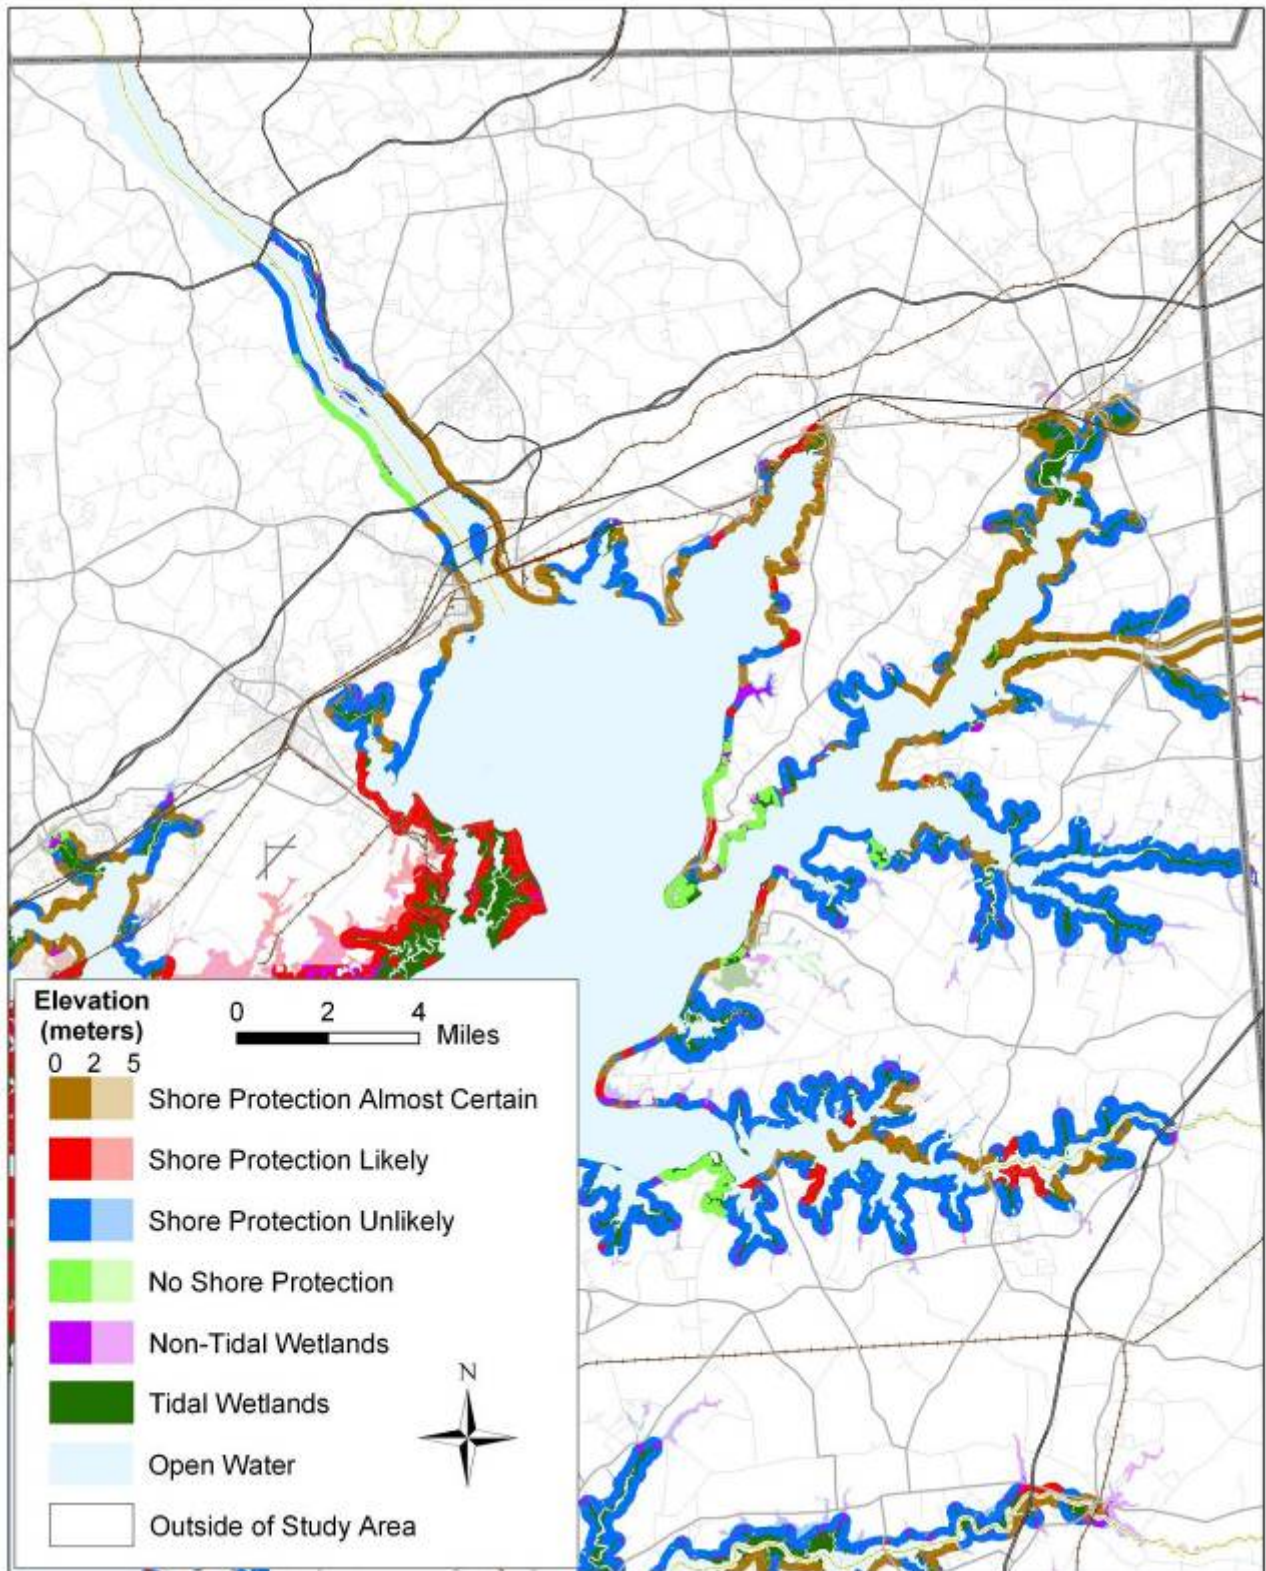 Elevation
(meters)
0 2 5
0 2 4
Miles
Shore Protection Almost Certain
Shore Protection Likely
Shore Protection Unlikely
No Shore Protection
Non-Tidal Wetlands
N
Tidal Wetlands
Open Water
Outside of Study Area